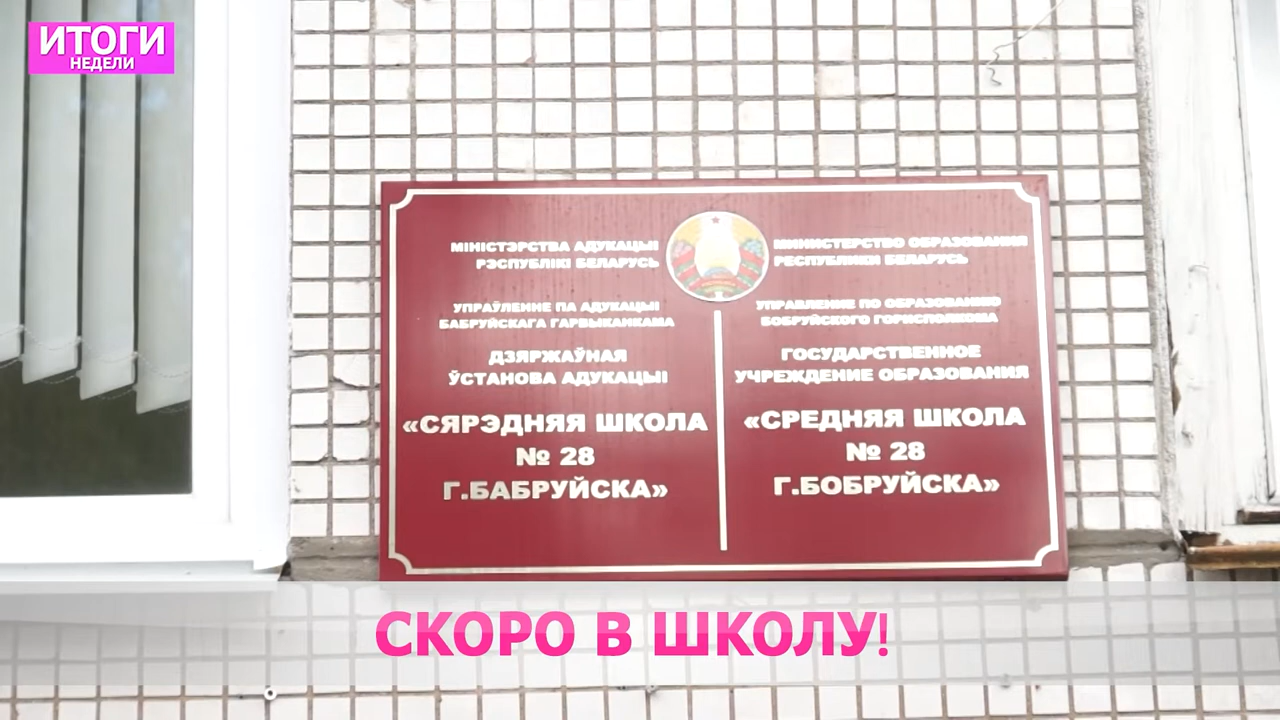 ИТОГИ
НЕДЕЛИ
МІНІСТЭРСТВА АДУКАЦЫІ
РЭСПУБЛІКІ БЕЛАРУСЬ
УПРАЎЛЕННЕ ПА АДУКАЦЫІ
БАБРУЙСКАГА ГАРВЫКАНКАМА
ДЗЯРЖАЎНАЯ
ЎСТАНОВА АДУКАЦЫІ
«СЯРЭДНЯЯ ШКОЛА
№ 28
Г.БАБРУЙСКА»
МИНИСТЕРСТВО ОБРАЗОВАНИЯ
РЕСПУБЛИКИ БЕЛАРУСЬ
УПРАВЛЕНИЕ ПО ОБРАЗОВАНИЮ
БОБРУЙСКОГО ГОРИСПОЛКОМА
ГОСУДАРСТВЕННОЕ
УЧРЕЖДЕНИЕ ОБРАЗОВАНИЯ
«СРЕДНЯЯ ШКОЛА
№ 28
Г.БОБРУЙСКА»
СКОРО В ШКОЛУ!